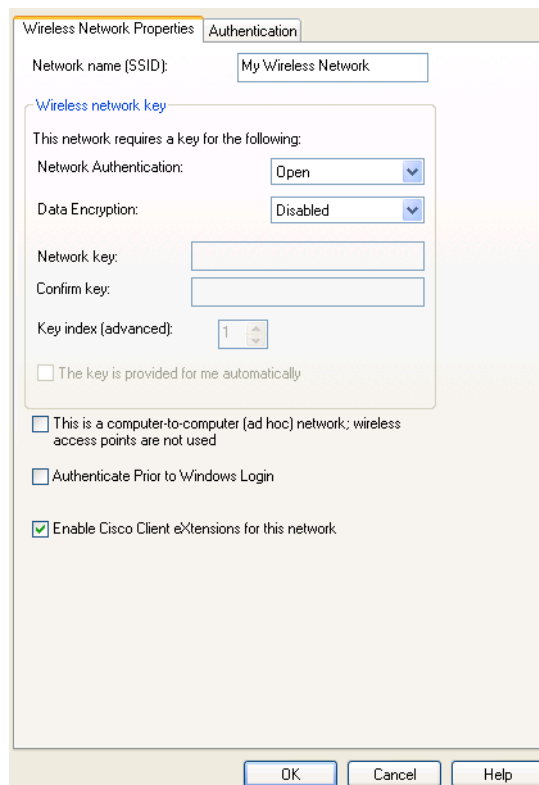 Wireless Network Properties
Authentication
Network name (SSID):
My Wireless Network
Wireless network key
This network requires a key for the following:
Network Authentication:
Open
Data Encryption:
Disabled
Network key:
Confirm key:
Key index (advanced):
1
The key is provided for me automatically
This is a computer-to-computer (ad hoc) network; wireless
access points are not used
Authenticate Prior to Windows Login
Enable Cisco Client eXtensions for this network
OK
Cancel
Help